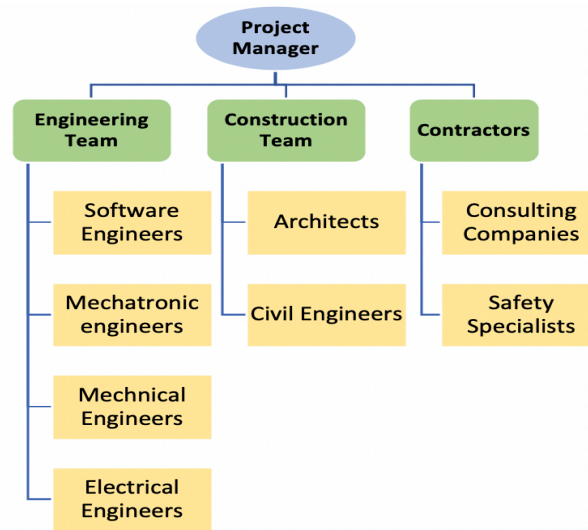 Project
Manager
Engineering
Team
Construction
Team
Contractors
Software
Engineers
Architects
Consulting
Companies
Mechatronic
engineers
Civil Engineers
Safety
Specialists
Mechnical
Engineers
Electrical
Engineers